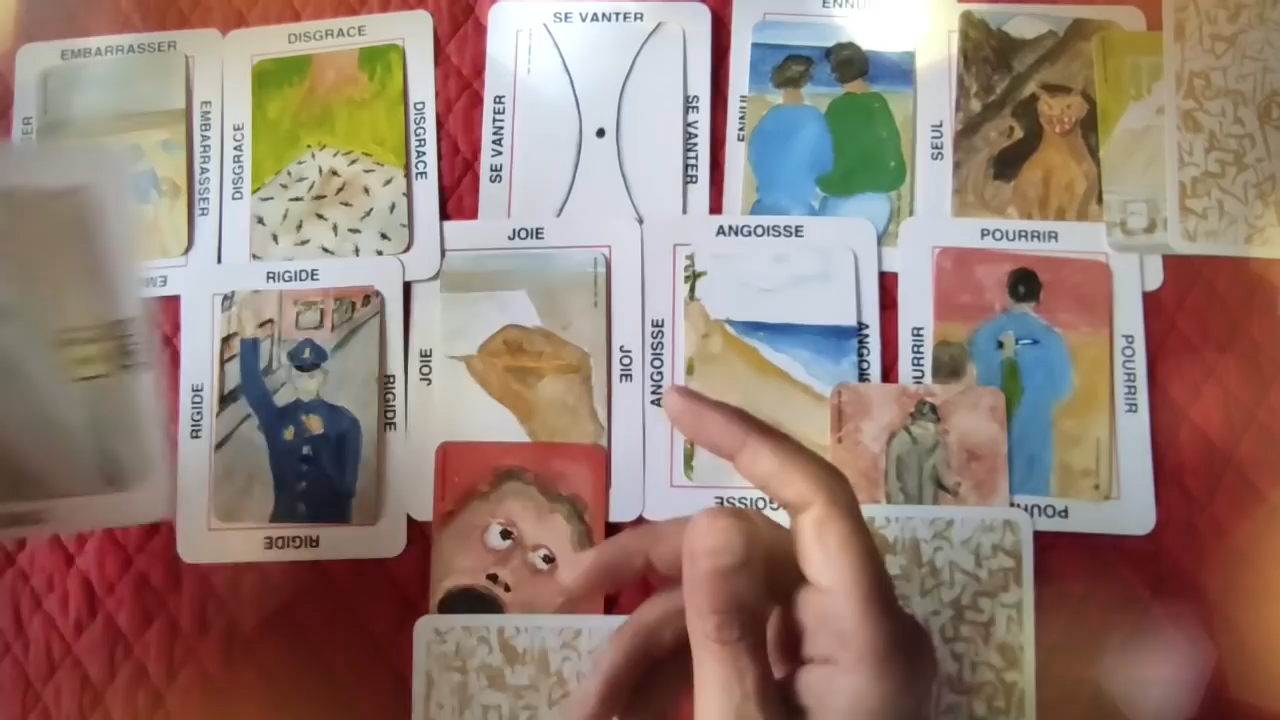 EMBARRASSER
EMBARRASSER
DISGRACE
DISGRACE
DISGRACE
SE VANTER
SE VANTER
SE VANTER
ENNUI
SEUL
RIGIDE
RIGIDE
RIGIDE
RIGIDE
JOIE
JOIE
JOIE
ANGOISSE
ANGOISSE
POURRIR
POURRIR